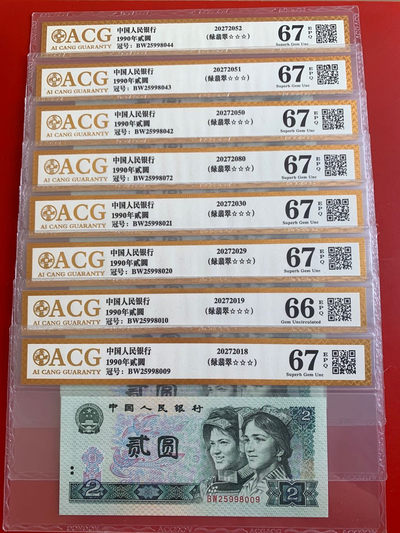 ACG
AI CANG GUARANTY
中国人民银行
1990年贰圆
冠号：BW25998044
20272052
(绿翡翠☆☆☆)
67 EPQ
Superb Gem Unc
ACG
AI CANG GUARANTY
中国人民银行
1990年贰圆
冠号：BW25998043
20272051
(绿翡翠☆☆☆)
67 EPQ
Superb Gem Unc
ACG
AI CANG GUARANTY
中国人民银行
1990年贰圆
冠号：BW25998042
20272050
(绿翡翠☆☆☆)
67 EPQ
Superb Gem Unc
ACG
AI CANG GUARANTY
中国人民银行
1990年贰圆
冠号：BW25998072
20272080
(绿翡翠☆☆☆)
67 EPQ
Superb Gem Unc
ACG
AI CANG GUARANTY
中国人民银行
1990年贰圆
冠号：BW25998021
20272030
(绿翡翠☆☆☆)
67 EPQ
Superb Gem Unc
ACG
AI CANG GUARANTY
中国人民银行
1990年贰圆
冠号：BW25998020
20272029
(绿翡翠☆☆☆)
67 EPQ
Superb Gem Unc
ACG
AI CANG GUARANTY
中国人民银行
1990年贰圆
冠号：BW25998010
20272019
(绿翡翠☆☆☆)
66 EPQ
Gem Uncirculated
ACG
AI CANG GUARANTY
中国人民银行
1990年贰圆
冠号：BW25998009
20272018
(绿翡翠☆☆☆)
67 EPQ
Superb Gem Unc
中国人民银行
贰圆
2
BW25998009
2
2